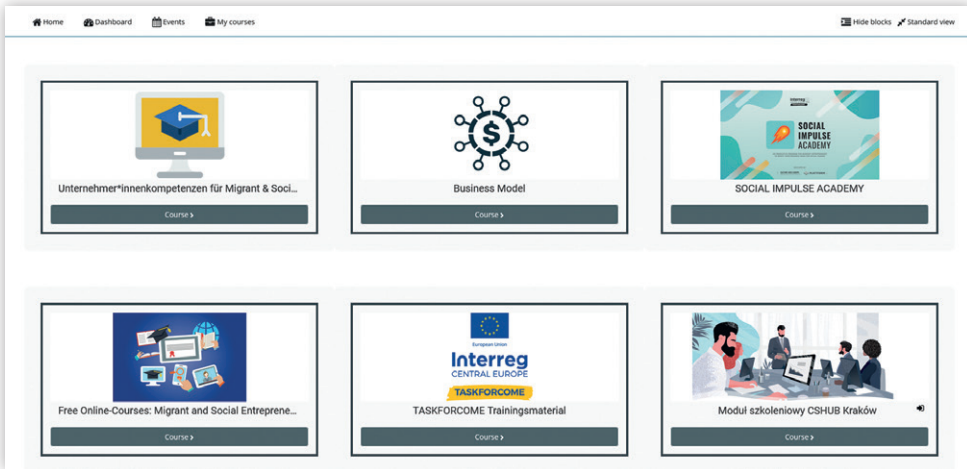 Home Dashboard Events My courses Hide blocks Standard view
Unternehmer*innenkompetenzen für Migrant & Soci...
Business Model
SOCIAL IMPULSE ACADEMY
Course
Course
Course
Interreg
SOCIAL
IMPULSE
ACADEMY
European Union
Interreg
CENTRAL EUROPE
TASKFORCOME
Free Online-Courses: Migrant and Social Entreprene...
TASKFORCOME Trainingsmaterial
Moduł szkoleniowy CSHUB Kraków
Course
Course
Course